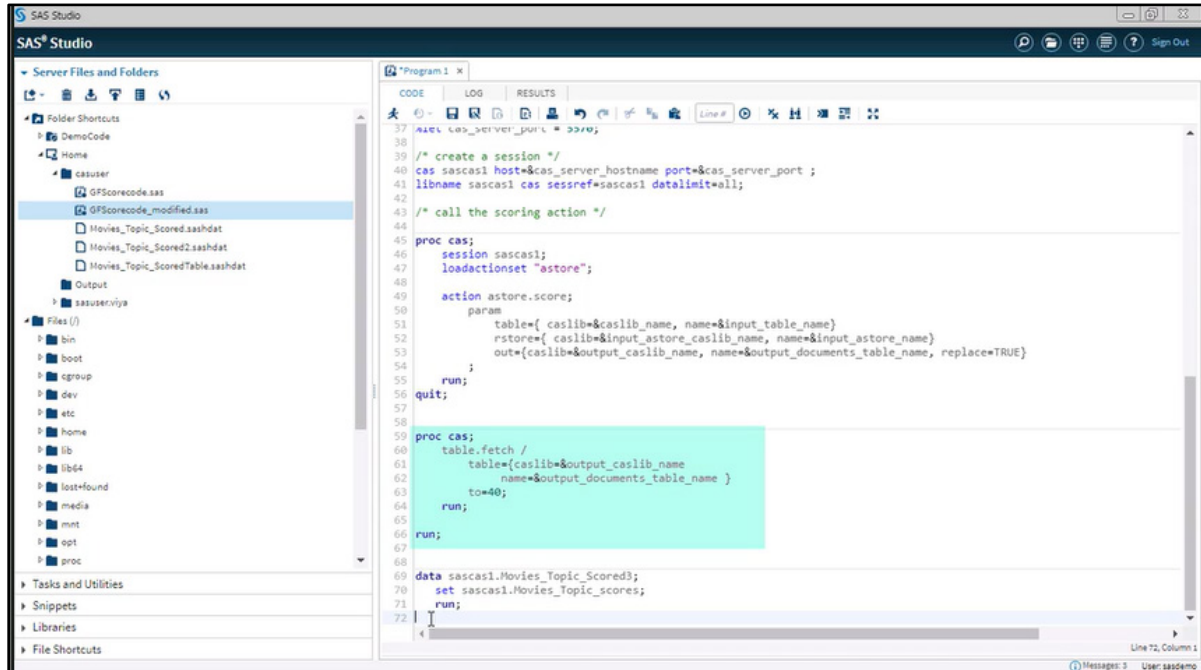 SAS Studio
SAS® Studio
Sign Out
Server Files and Folders
Folder Shortcuts
DemoCode
Home
casuser
GFScorecode.sas
GFScorecode_modified.sas
Movies_Topic_Scored.sashdat
Movies_Topic_Scored2.sashdat
Movies_Topic_ScoredTable.sashdat
Output
sasuser.viya
Files (/)
bin
boot
cgroup
dev
etc
home
lib
lib64
lost+found
media
mnt
opt
proc
Tasks and Utilities
Snippets
Libraries
File Shortcuts
*Program 1 ×
CODE LOG RESULTS
Line #
37 %let cas_server_port = 5570;
38
39 /* create a session */
40 cas sascas1 host=&cas_server_hostname port=&cas_server_port ;
41 libname sascas1 cas sessref=sascas1 datalimit=all;
42
43 /* call the scoring action */
44
45 proc cas;
46 session sascas1;
47 loadactionset "astore";
48
49 action astore.score;
50 param
51 table={ caslib=&caslib_name, name=&input_table_name}
52 rstore={ caslib=&input_astore_caslib_name, name=&input_astore_name}
53 out={caslib=&output_caslib_name, name=&output_documents_table_name, replace=TRUE}
54 ;
55 run;
56 quit;
57
58
59 proc cas;
60 table.fetch /
61 table={caslib=&output_caslib_name
62 name=&output_documents_table_name }
63 to=40;
64 run;
65
66 run;
67
68
69 data sascas1.Movies_Topic_Scored3;
70 set sascas1.Movies_Topic_scores;
71 run;
72
Line 72, Column 1
Messages: 3 User: sasdemo